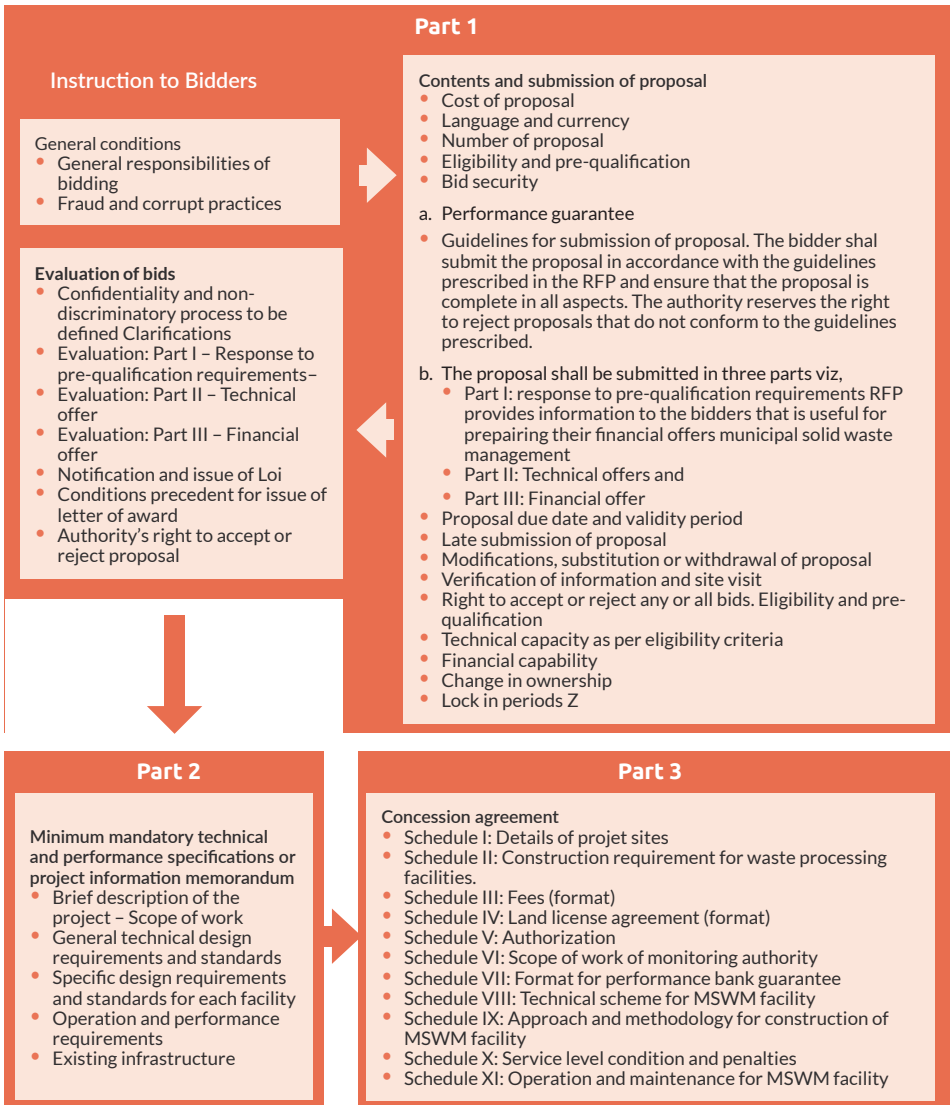 Part 1
Instruction to Bidders
General conditions
• General responsibilities of
bidding
• Fraud and corrupt practices
Contents and submission of proposal
• Cost of proposal
• Language and currency
• Number of proposal
• Eligibility and pre-qualification
• Bid security
a. Performance guarantee
• Guidelines for submission of proposal. The bidder shal
submit the proposal in accordance with the guidelines
prescribed in the RFP and ensure that the proposal is
complete in all aspects. The authority reserves the right
to reject proposals that do not conform to the guidelines
prescribed.
b. The proposal shall be submitted in three parts viz,
• Part I: response to pre-qualification requirements RFP
provides information to the bidders that is useful for
prepairing their financial offers municipal solid waste
management
• Part II: Technical offers and
• Part III: Financial offer
• Proposal due date and validity period
• Late submission of proposal
• Modifications, substitution or withdrawal of proposal
• Verification of information and site visit
• Right to accept or reject any or all bids. Eligibility and pre-
qualification
• Technical capacity as per eligibility criteria
• Financial capability
• Change in ownership
• Lock in periods Z
Evaluation of bids
• Confidentiality and non-
discriminatory process to be
defined Clarifications
• Evaluation: Part I – Response to
pre-qualification requirements–
• Evaluation: Part II – Technical
offer
• Evaluation: Part III – Financial
offer
• Notification and issue of Loi
• Conditions precedent for issue of
letter of award
• Authority's right to accept or
reject proposal
Part 2
Minimum mandatory technical
and performance specifications or
project information memorandum
• Brief description of the
project – Scope of work
• General technical design
requirements and standards
• Specific design requirements
and standards for each facility
• Operation and performance
requirements
• Existing infrastructure
Part 3
Concession agreement
• Schedule I: Details of projet sites
• Schedule II: Construction requirement for waste processing
facilities.
• Schedule III: Fees (format)
• Schedule IV: Land license agreement (format)
• Schedule V: Authorization
• Schedule VI: Scope of work of monitoring authority
• Schedule VII: Format for performance bank guarantee
• Schedule VIII: Technical scheme for MSWM facility
• Schedule IX: Approach and methodology for construction of
MSWM facility
• Schedule X: Service level condition and penalties
• Schedule XI: Operation and maintenance for MSWM facility